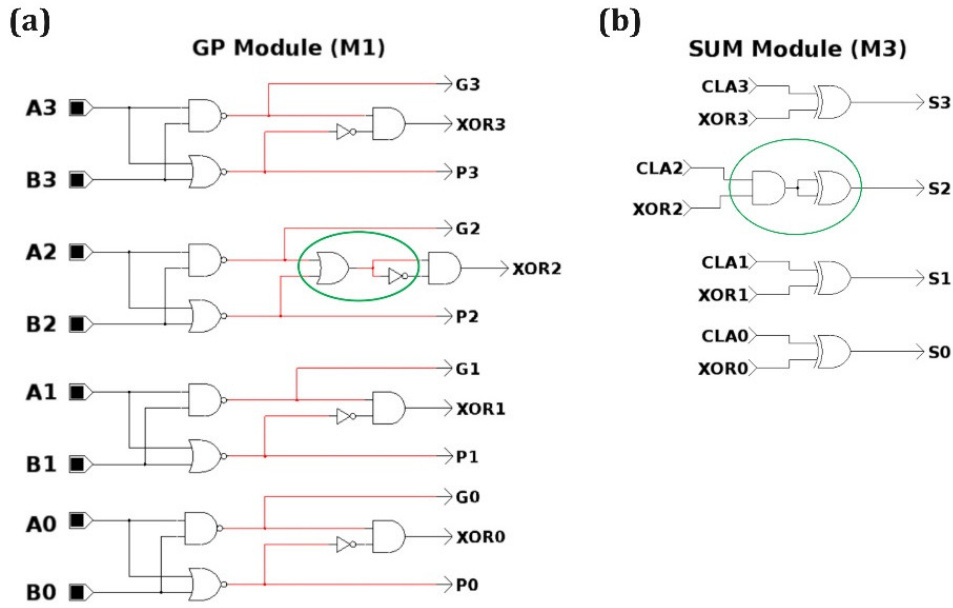 (a)
GP Module (M1)
G3
A3
XOR3
B3
P3
G2
A2
XOR2
B2
P2
G1
A1
XOR1
B1
P1
G0
A0
XOR0
B0
P0
(b)
SUM Module (M3)
CLA3
S3
XOR3
CLA2
S2
XOR2
CLA1
S1
XOR1
CLA0
S0
XOR0